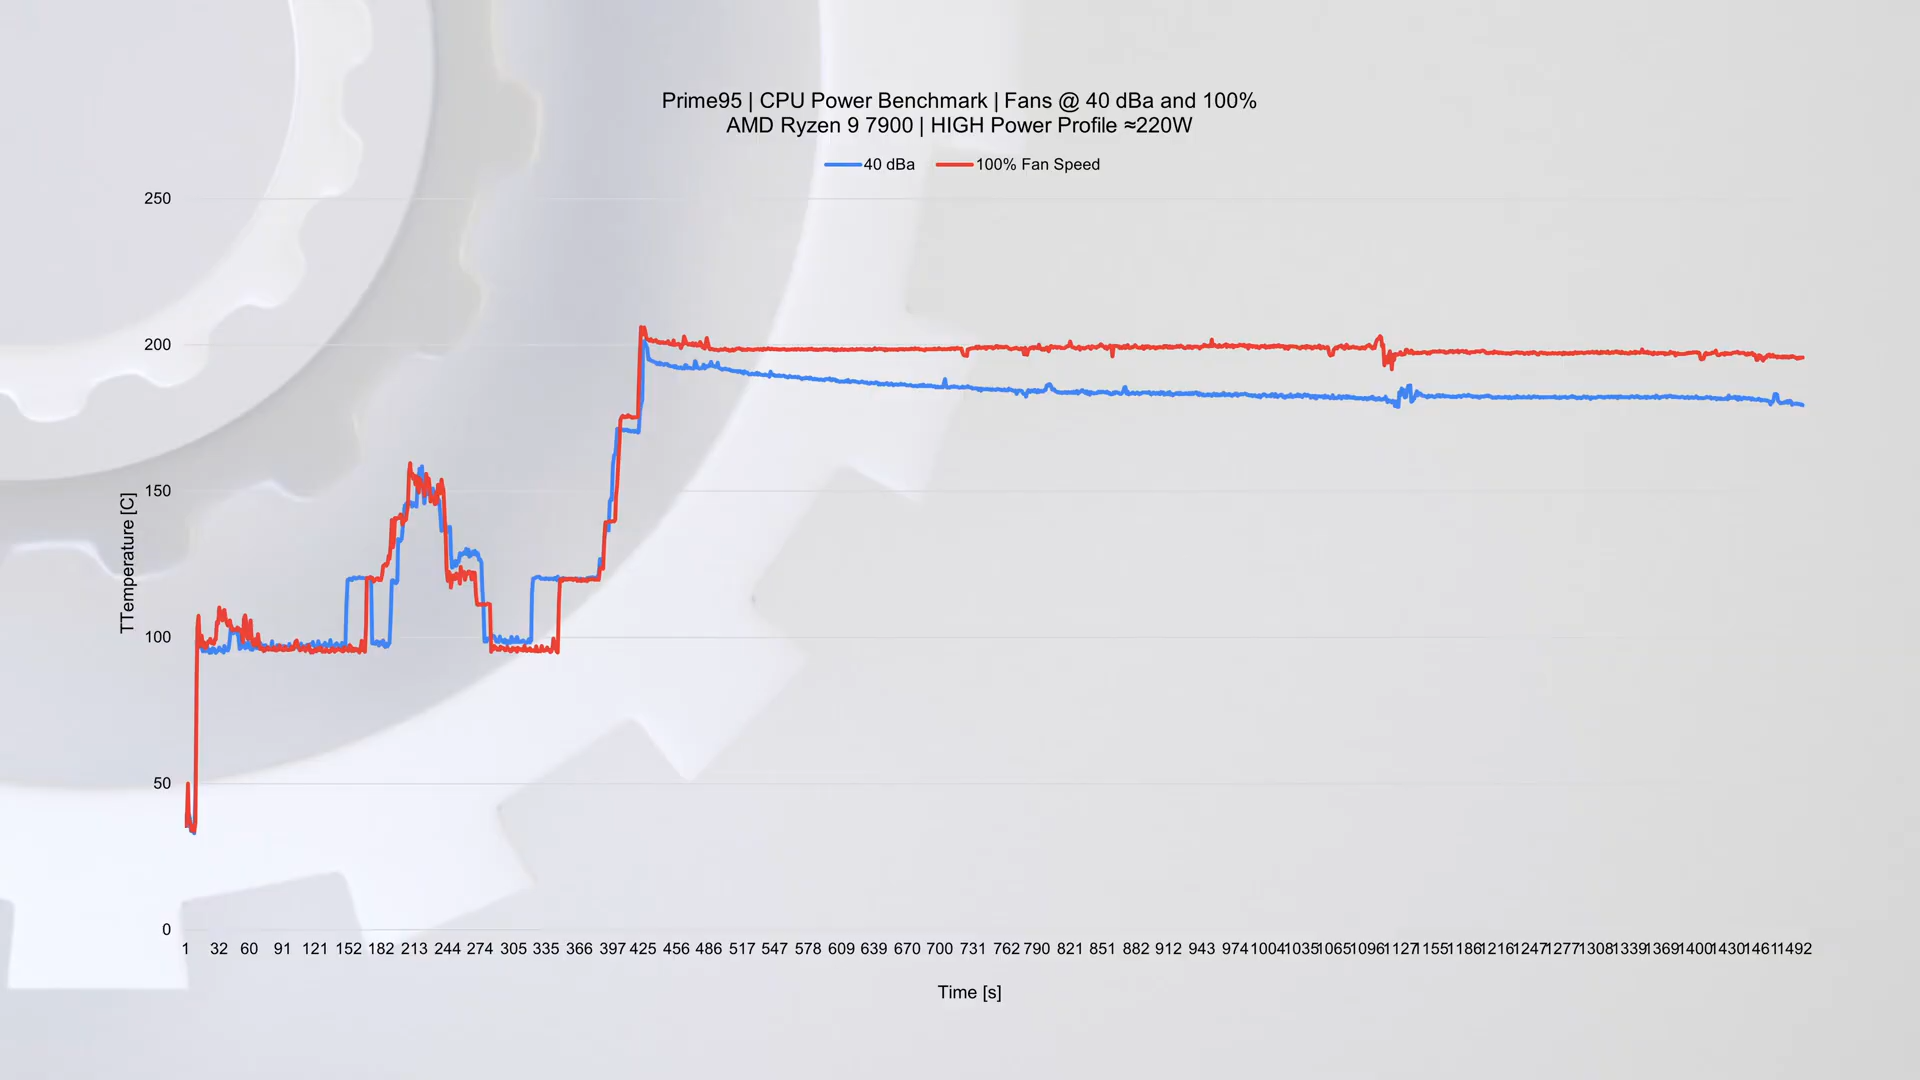 Prime95 | CPU Power Benchmark | Fans @ 40 dBa and 100%
AMD Ryzen 9 7900 | HIGH Power Profile ≈220W
40 dBa 100% Fan Speed
250
200
150
100
50
0
TTemperature [C]
1 32 60 91 121 152 182 213 244 274 305 335 366 397 425 456 486 517 547 578 609 639 670 700 731 762 790 821 851 882 912 943 974 1004 1035 1065 1096 1127 1155 1186 1216 1247 1277 1308 1339 1369 1400 1430 1461 1492
Time [s]